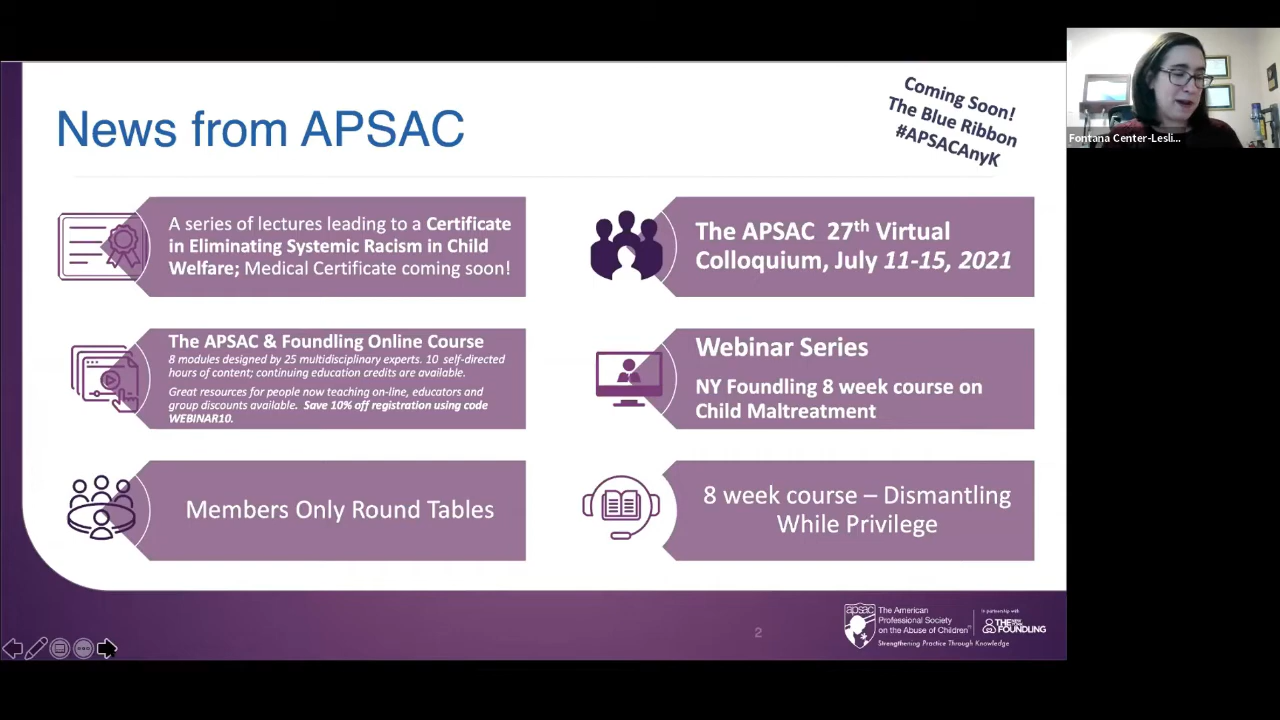 News from APSAC
Coming Soon!
The Blue Ribbon
#APSACAnyK
A series of lectures leading to a Certificate
in Eliminating Systemic Racism in Child
Welfare; Medical Certificate coming soon!
The APSAC 27th Virtual
Colloquium, July 11-15, 2021
The APSAC & Foundling Online Course
8 modules designed by 25 multidisciplinary experts. 10 self-directed
hours of content; continuing education credits are available.
Great resources for people now teaching on-line, educators and
group discounts available. Save 10% off registration using code
WEBINAR10.
Webinar Series
NY Foundling 8 week course on
Child Maltreatment
Members Only Round Tables
8 week course – Dismantling
While Privilege
2
apsac
The American
Professional Society
on the Abuse of Children
Strengthening Practice Through Knowledge
In partnership with
THE NEW YORK
FOUNDLING
Fontana Center-Lesli...